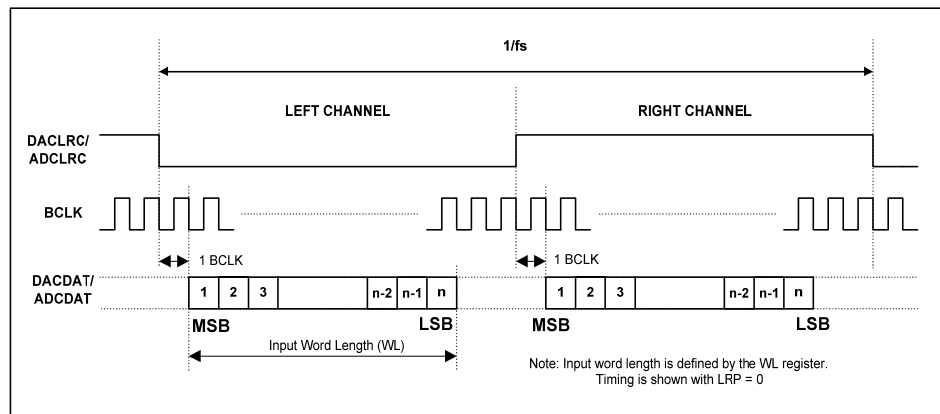 1/fs
LEFT CHANNEL
RIGHT CHANNEL
DACLRC/
ADCLRC
BCLK
1 BCLK
1 BCLK
DACDAT/
ADCDAT
1 2 3 n-2 n-1 n
1 2 3 n-2 n-1 n
MSB LSB
MSB LSB
Input Word Length (WL)
Note: Input word length is defined by the WL register.
Timing is shown with LRP = 0